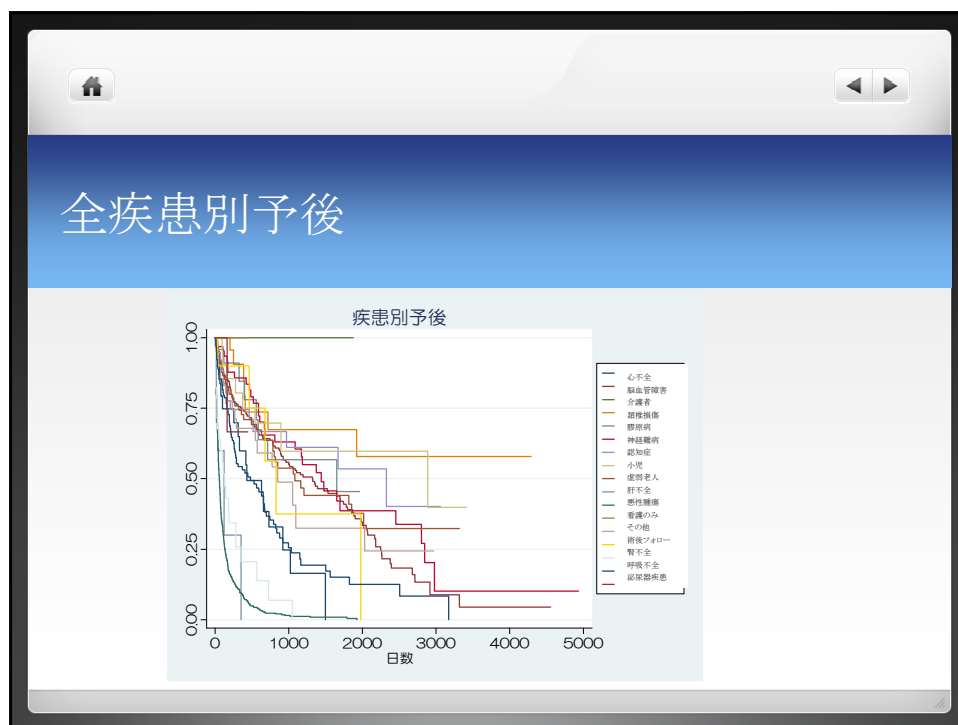 全疾患別予後
疾患別予後
1.00
0.75
0.50
0.25
0.00
0 1000 2000 3000 4000 5000
日数
心不全
脳血管障害
介護者
頚椎損傷
膠原病
神経難病
認知症
小児
虚弱老人
肝不全
悪性腫瘍
看護のみ
その他
術後フォロー
腎不全
呼吸不全
泌尿器疾患